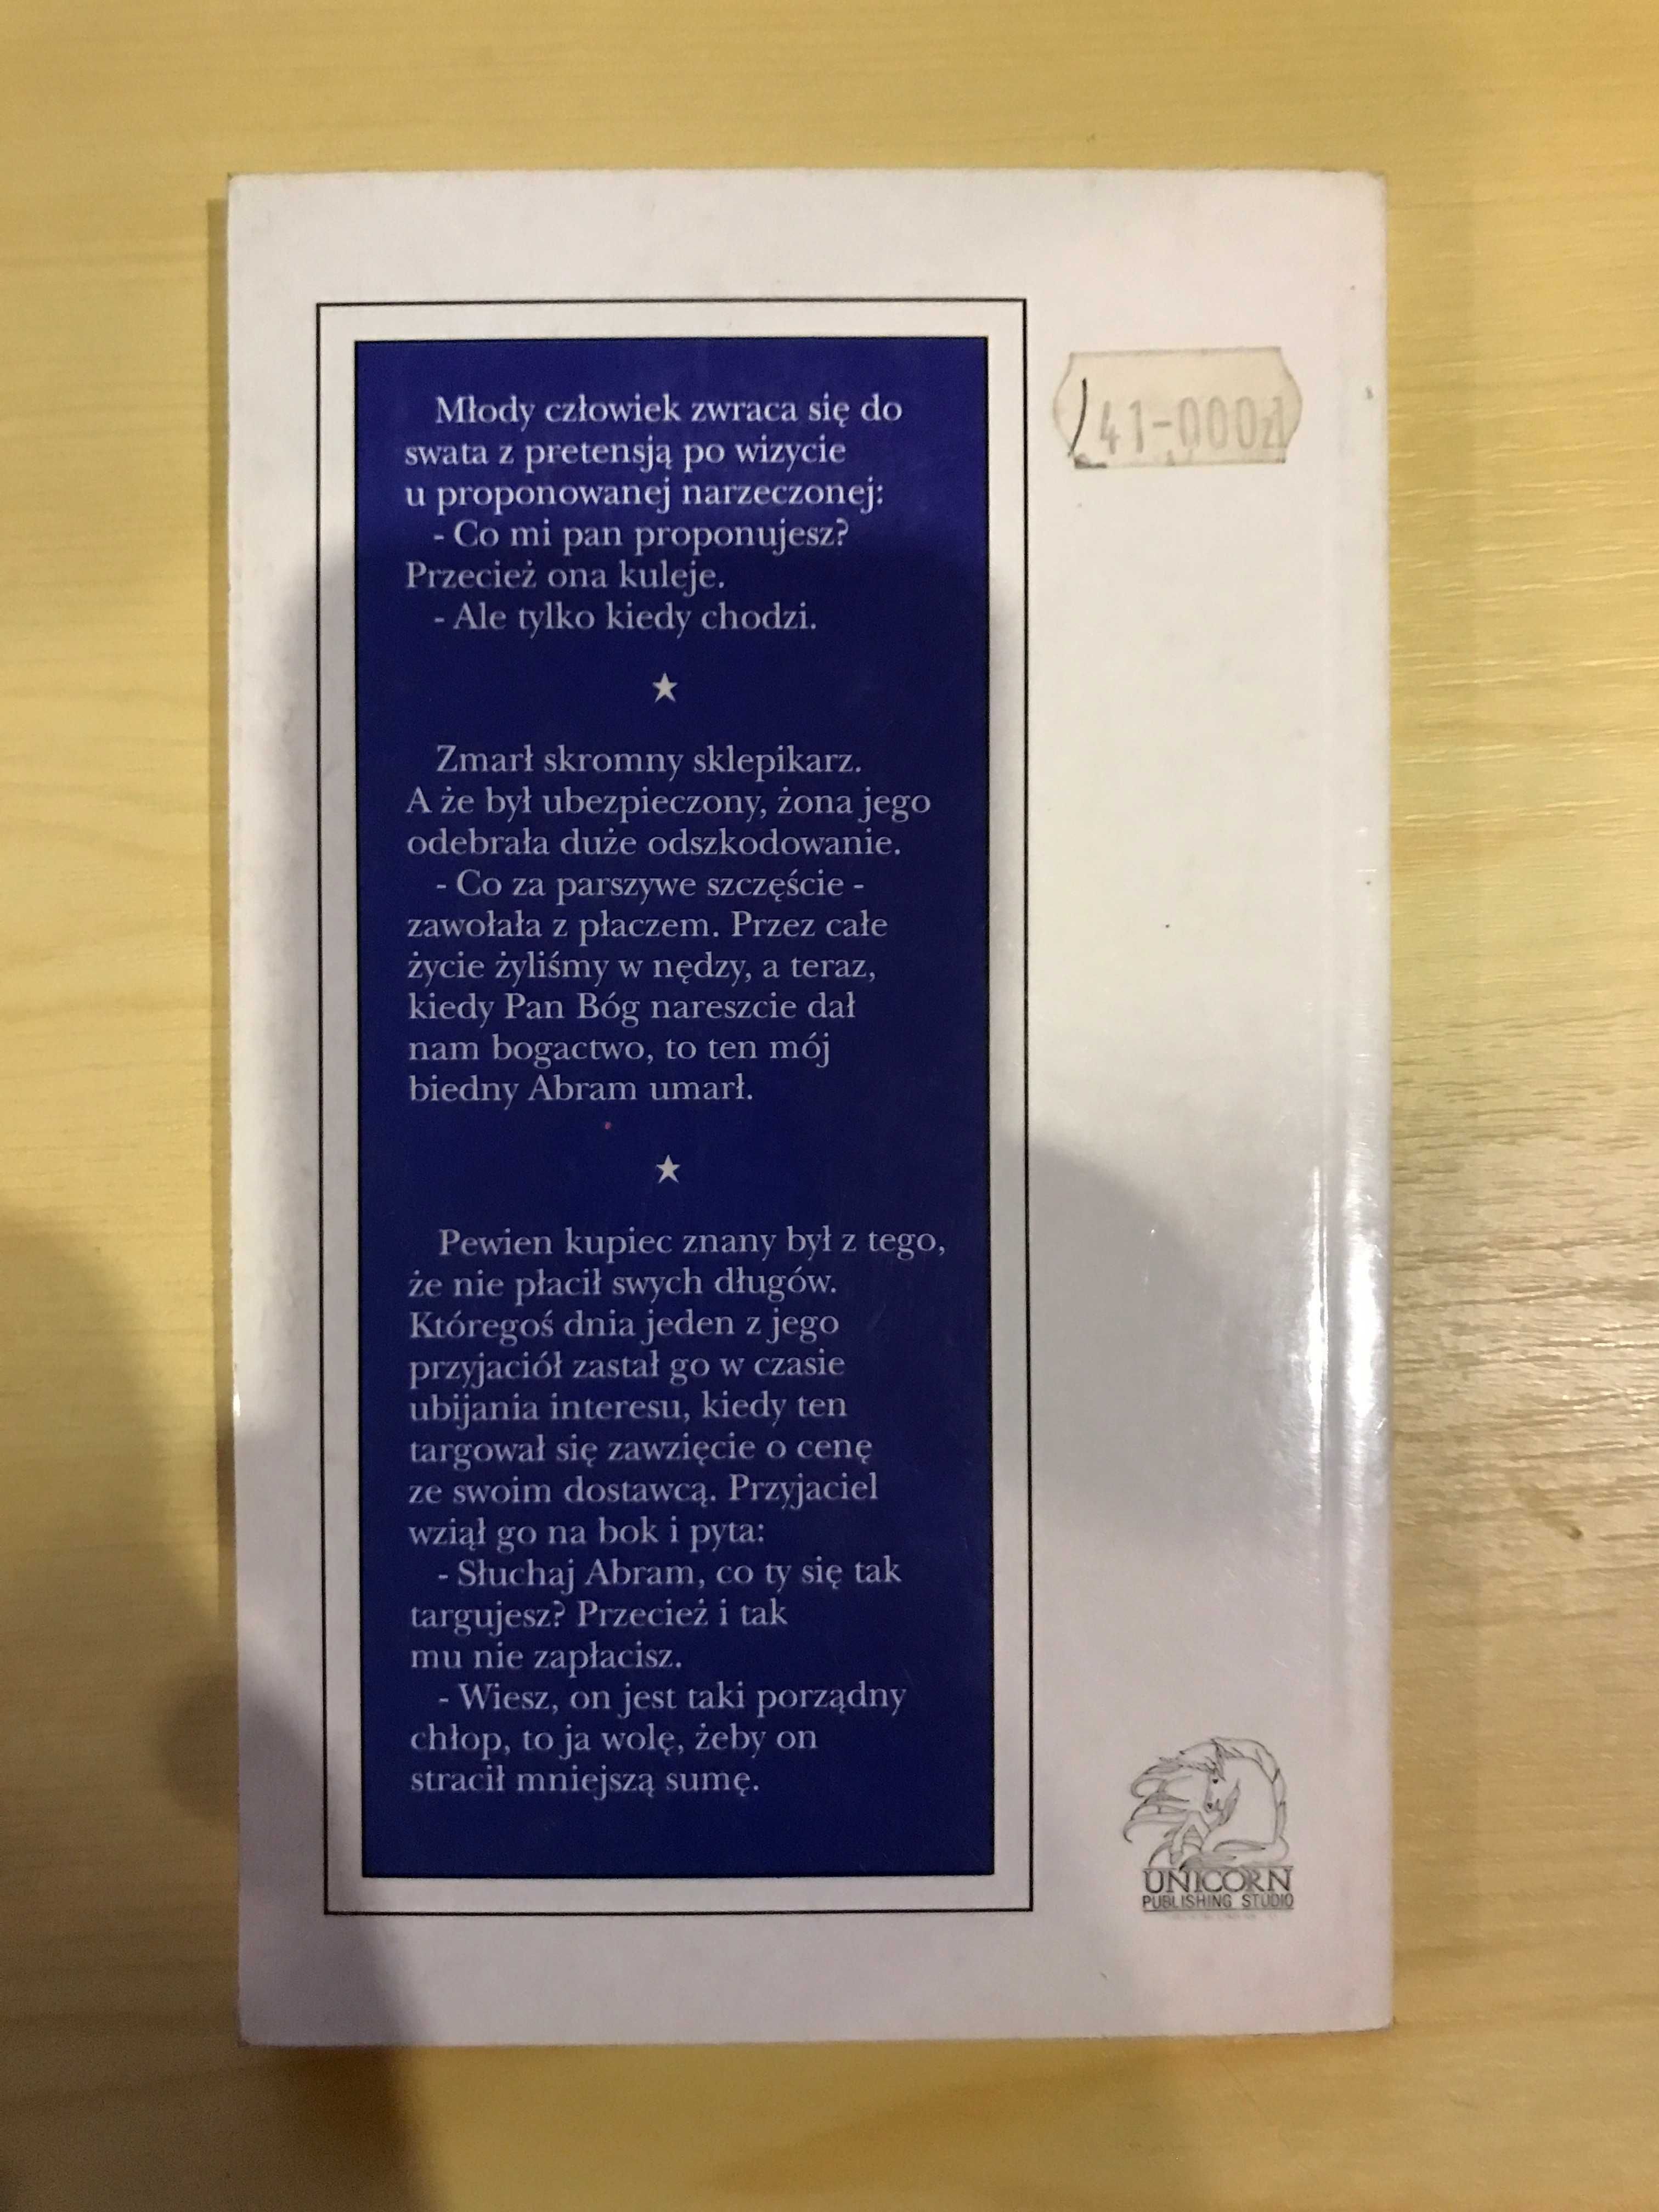 Młody człowiek zwraca się do
swata z pretensją po wizycie
u proponowanej narzeczonej:
- Co mi pan proponujesz?
Przecież ona kuleje.
- Ale tylko kiedy chodzi.
★
Zmarł skromny sklepikarz.
A że był ubezpieczony, żona jego
odebrała duże odszkodowanie.
- Co za parszywe szczęście -
zawołała z płaczem. Przez całe
życie żyliśmy w nędzy, a teraz,
kiedy Pan Bóg nareszcie dał
nam bogactwo, to ten mój
biedny Abram umarł.
★
Pewien kupiec znany był z tego,
że nie płacił swych długów.
Któregoś dnia jeden z jego
przyjaciół zastał go w czasie
ubijania interesu, kiedy ten
targował się zawzięcie o cenę
ze swoim dostawcą. Przyjaciel
wziął go na bok i pyta:
- Słuchaj Abram, co ty się tak
targujesz? Przecież i tak
mu nie zapłacisz.
- Wiesz, on jest taki porządny
chłop, to ja wolę, żeby on
stracił mniejszą sumę.
41-000zł
UNICORN
PUBLISHING STUDIO